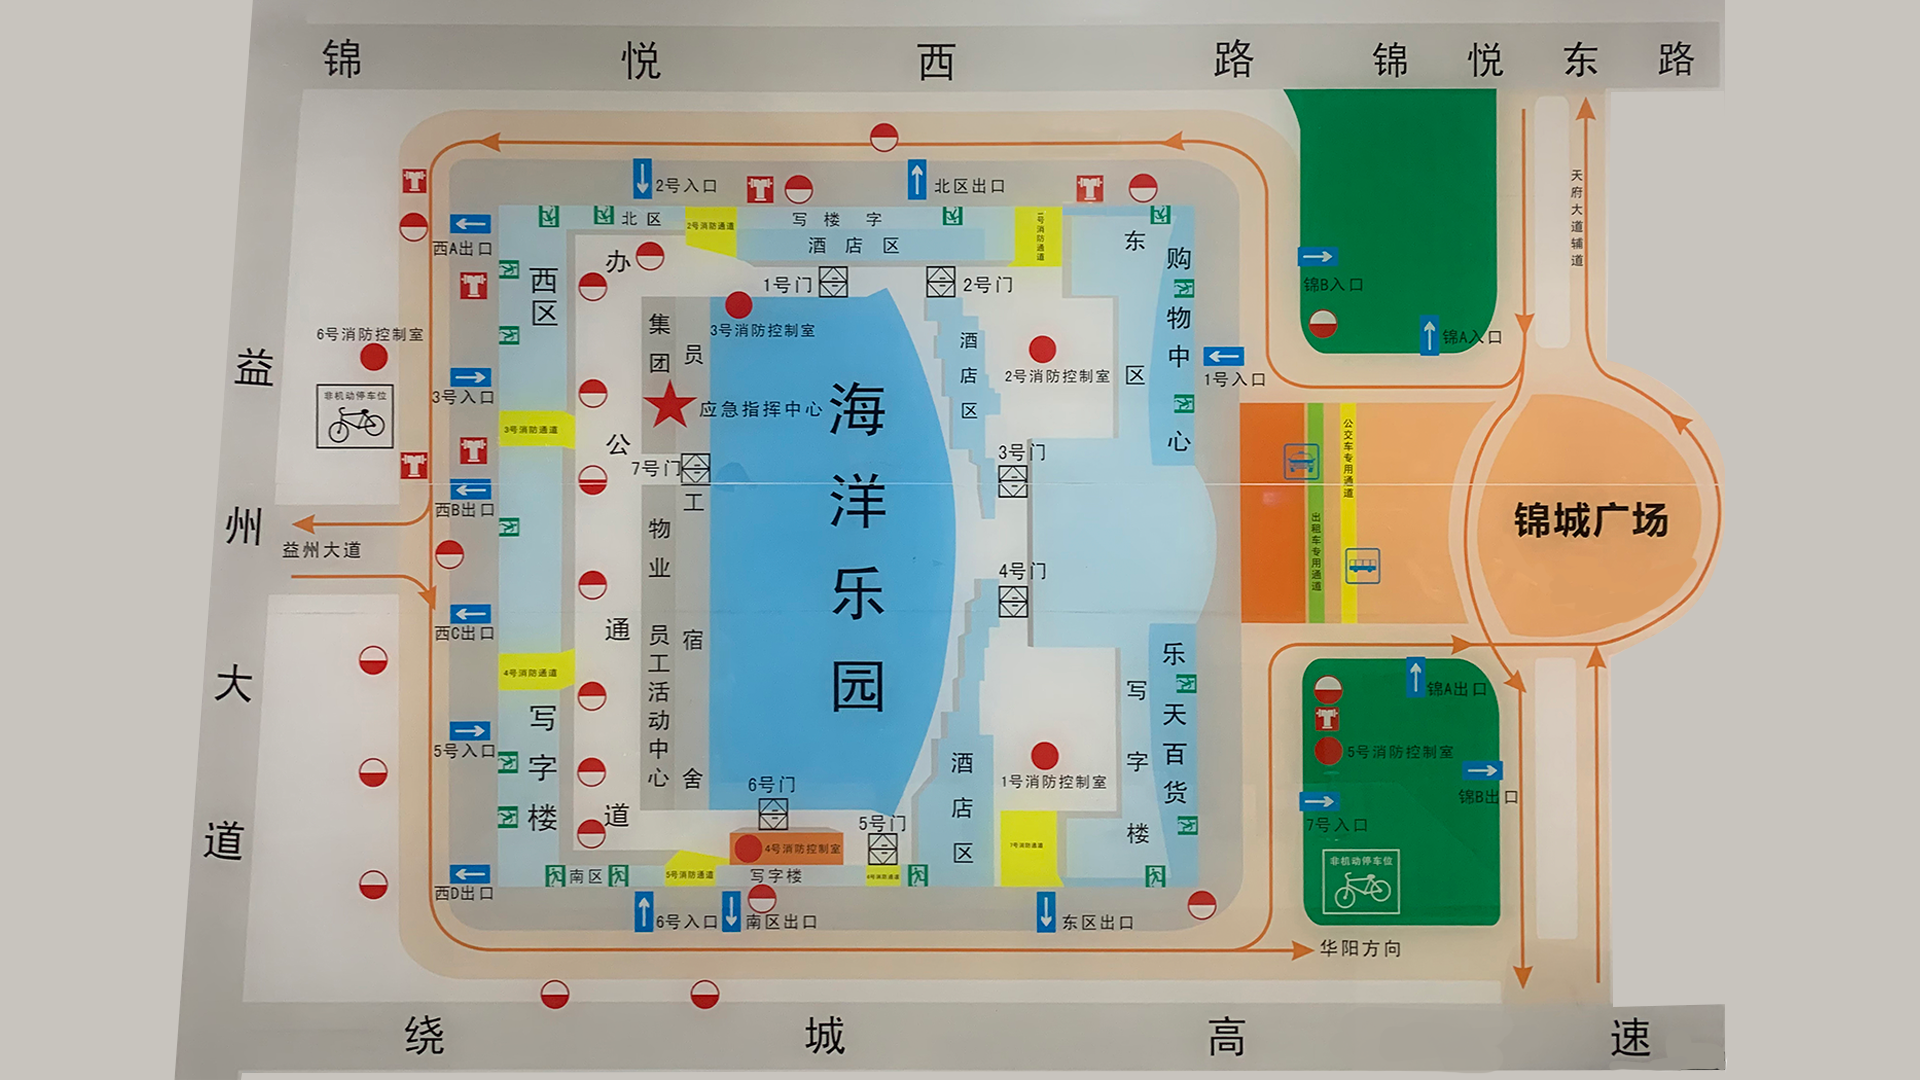 锦悦西路
锦悦东路
天府大道辅道
2号入口
北区出口
北区
2号消防通道
写楼字
1号消防通道
酒店区
西A出口
西区
办公通道
1号门
2号门
东区
购物中心
锦B入口
锦A入口
6号消防控制室
3号消防控制室
集团
员工宿舍
应急指挥中心
海洋乐园
酒店区
2号消防控制室
1号入口
益州大道
非机动停车位
3号入口
3号消防通道
7号门
3号门
公交车专用通道
出租车专用通道
锦城广场
西B出口
益州大道
物业
员工活动中心
4号门
西C出口
4号消防通道
写字楼
5号入口
乐天百货
写字楼
锦A出口
5号消防控制室
锦B出口
7号入口
非机动停车位
酒店区
1号消防控制室
6号门
5号门
4号消防控制室
7号消防通道
西D出口
南区
5号消防通道
写字楼
6号入口
南区出口
东区出口
华阳方向
绕城高速